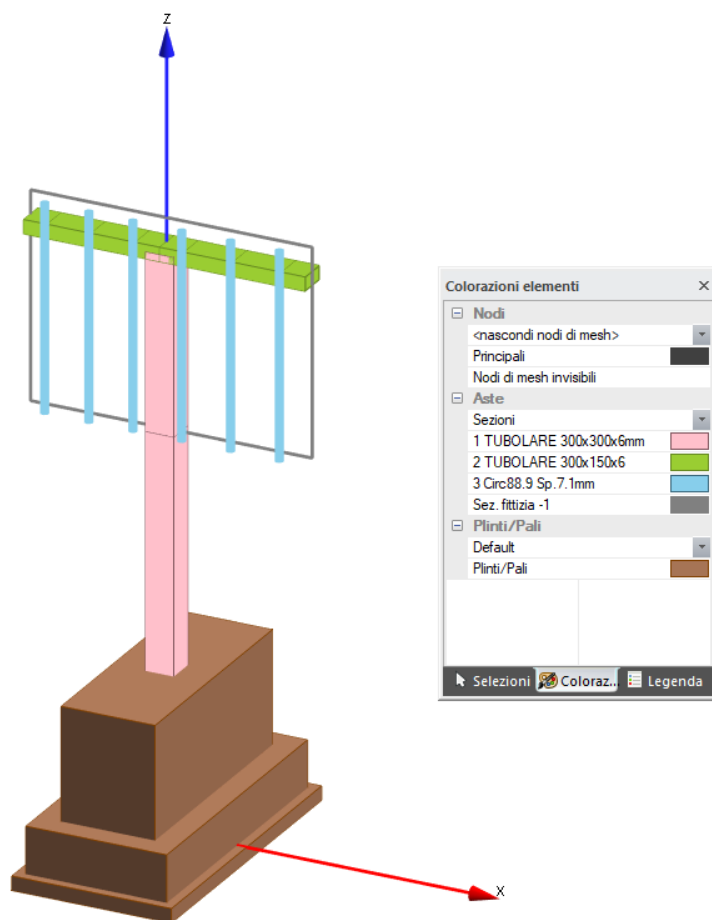 Z
Colorazioni elementi
Nodi
<nascondi nodi di mesh>
Principali
Nodi di mesh invisibili
Aste
Sezioni
1 TUBOLARE 300x300x6mm
2 TUBOLARE 300x150x6
3 Circ88.9 Sp.7.1mm
Sez. fittizia -1
Plinti/Pali
Default
Plinti/Pali
Selezioni Coloraz... Legenda
X